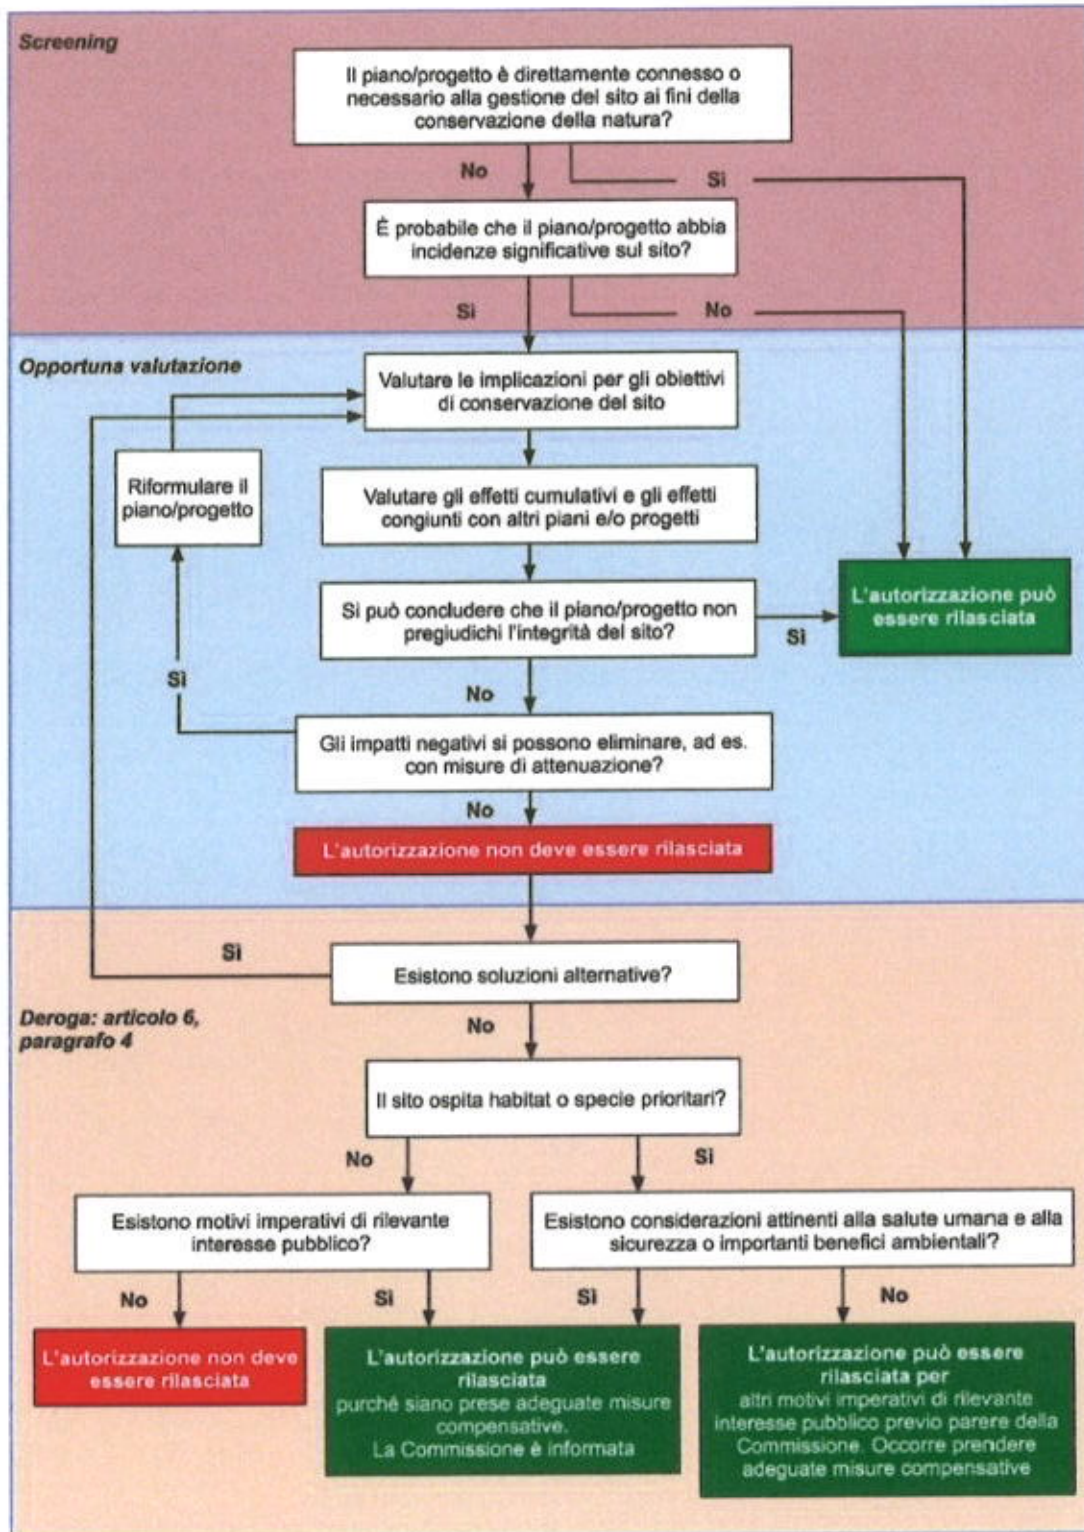 Screening
Il piano/progetto è direttamente connesso o
necessario alla gestione del sito ai fini della
conservazione della natura?
No
Sì
È probabile che il piano/progetto abbia
incidenze significative sul sito?
Sì
No
Opportuna valutazione
Valutare le implicazioni per gli obiettivi
di conservazione del sito
Riformulare il
piano/progetto
Valutare gli effetti cumulativi e gli effetti
congiunti con altri piani e/o progetti
Si può concludere che il piano/progetto non
pregiudichi l'integrità del sito?
Sì
L'autorizzazione può
essere rilasciata
Sì
No
Gli impatti negativi si possono eliminare, ad es.
con misure di attenuazione?
No
L'autorizzazione non deve essere rilasciata
Sì
Esistono soluzioni alternative?
Deroga: articolo 6,
paragrafo 4
No
Il sito ospita habitat o specie prioritari?
No
Sì
Esistono motivi imperativi di rilevante
interesse pubblico?
Esistono considerazioni attinenti alla salute umana e alla
sicurezza o importanti benefici ambientali?
No
Sì
Sì
No
L'autorizzazione non deve
essere rilasciata
L'autorizzazione può essere
rilasciata
purché siano prese adeguate misure
compensative.
La Commissione è informata
L'autorizzazione può essere
rilasciata per
altri motivi imperativi di rilevante
interesse pubblico previo parere della
Commissione. Occorre prendere
adeguate misure compensative